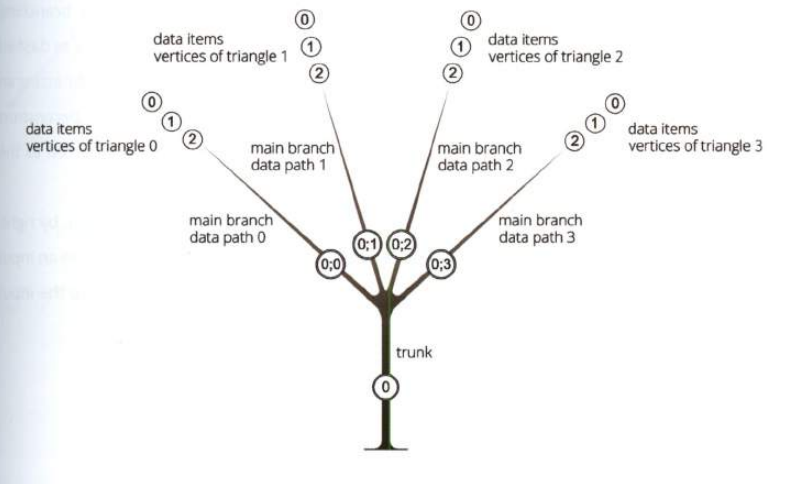 0
data items
vertices of triangle 1
1
2
0
data items
vertices of triangle 2
1
2
0
data items
vertices of triangle 0
1
2
0
data items
vertices of triangle 3
1
2
main branch
data path 1
main branch
data path 2
main branch
data path 0
main branch
data path 3
0;0
0;1
0;2
0;3
trunk
0